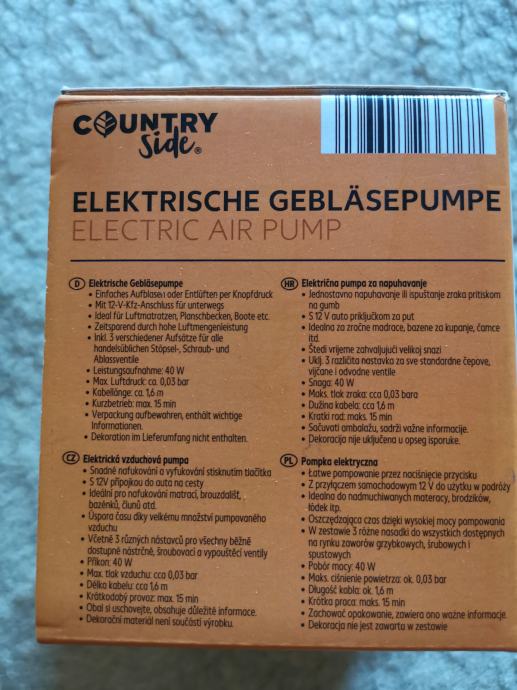 COUNTRY
Side®
ELEKTRISCHE GEBLÄSEPUMPE
ELECTRIC AIR PUMP
D Elektrische Gebläsepumpe
• Einfaches Aufblasen oder Entlüften per Knopfdruck
• Mit 12-V-Kfz-Anschluss für unterwegs
• Ideal für Luftmatratzen, Planschbecken, Boote etc.
• Zeitsparend durch hohe Luftmengenleistung
• Inkl. 3 verschiedener Aufsätze für alle
handelsüblichen Stöpsel-, Schraub- und
Ablassventile
• Leistungsaufnahme: 40 W
• Max. Luftdruck: ca. 0,03 bar
• Kabellänge: ca. 1,6 m
• Kurzbetrieb: max. 15 min
• Verpackung aufbewahren, enthält wichtige
Informationen.
• Dekoration im Lieferumfang nicht enthalten.
HR Električna pumpa za napuhavanje
• Jednostavno napuhavanje ili ispuštanje zraka pritiskom
na gumb
• S 12 V auto priključkom za put
• Idealna za zračne madrace, bazene za kupanje, čamce
itd.
• Štedi vrijeme zahvaljujući velikoj snazi
• Uklj. 3 različita nastavka za sve standardne čepove,
vijčane i odvodne ventile
• Snaga: 40 W
• Maks. tlak zraka: cca 0,03 bara
• Dužina kabela: cca 1,6 m
• Kratki rad: maks. 15 min
• Sačuvati ambalažu, sadrži važne informacije.
• Dekoracija nije uključena u opseg isporuke.
CZ Elektrická vzduchová pumpa
• Snadné nafukování a vyfukování stisknutím tlačítka
• S 12V přípojkou do auta na cesty
• Ideální pro nafukování matrací, brouzdališť,
bazénků, člunů atd.
• Úspora času díky velkému množství pumpovaného
vzduchu
• Včetně 3 různých nástavců pro všechny běžně
dostupné nástrčné, šroubovací a vypouštěcí ventily
• Příkon: 40 W
• Max. tlak vzduchu: cca 0,03 bar
• Délka kabelu: cca 1,6 m
• Krátkodobý provoz: max. 15 min
• Obal si uschovejte, obsahuje důležité informace.
• Dekorační materiál není součástí výrobku.
PL Pompka elektryczna
• Łatwe pompowanie przez naciśnięcie przycisku
• Z przyłączem samochodowym 12 V do użytku w podróży
• Idealna do nadmuchiwanych materacy, brodzików,
łódek itp.
• Oszczędzająca czas dzięki wysokiej mocy pompowania
• W zestawie 3 różne nasadki do wszystkich dostępnych
na rynku zaworów grzybkowych, śrubowych i
spustowych
• Pobór mocy: 40 W
• Maks. ciśnienie powietrza: ok. 0,03 bar
• Długość kabla: ok. 1,6 m
• Krótka praca: maks. 15 min
• Zachować opakowanie, zawiera ono ważne informacje.
• Dekoracja nie jest zawarta w zestawie